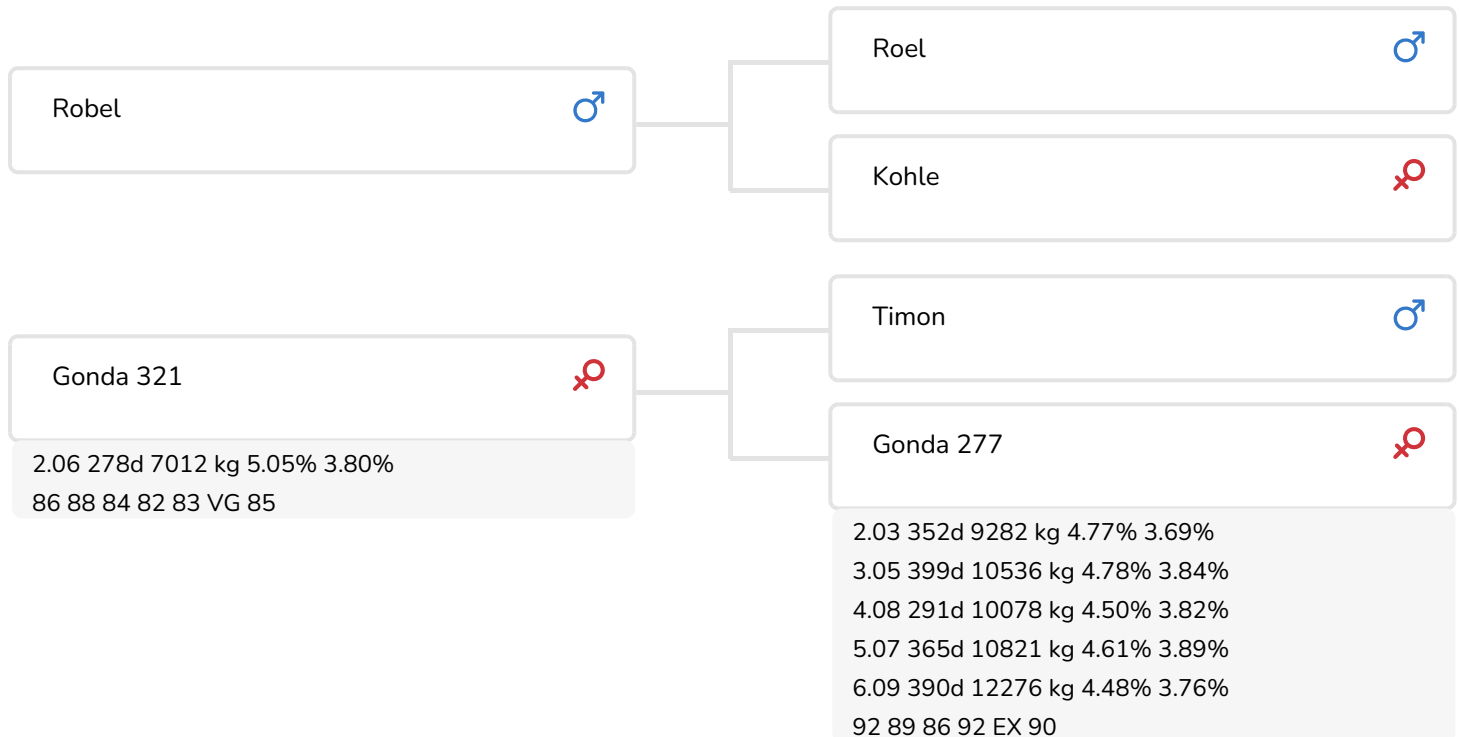 Robel
Roel
Kohle
Gonda 321
2.06 278d 7012 kg 5.05% 3.80%
86 88 84 82 83 VG 85
Timon
Gonda 277
2.03 352d 9282 kg 4.77% 3.69%
3.05 399d 10536 kg 4.78% 3.84%
4.08 291d 10078 kg 4.50% 3.82%
5.07 365d 10821 kg 4.61% 3.89%
6.09 390d 12276 kg 4.48% 3.76%
92 89 86 92 EX 90